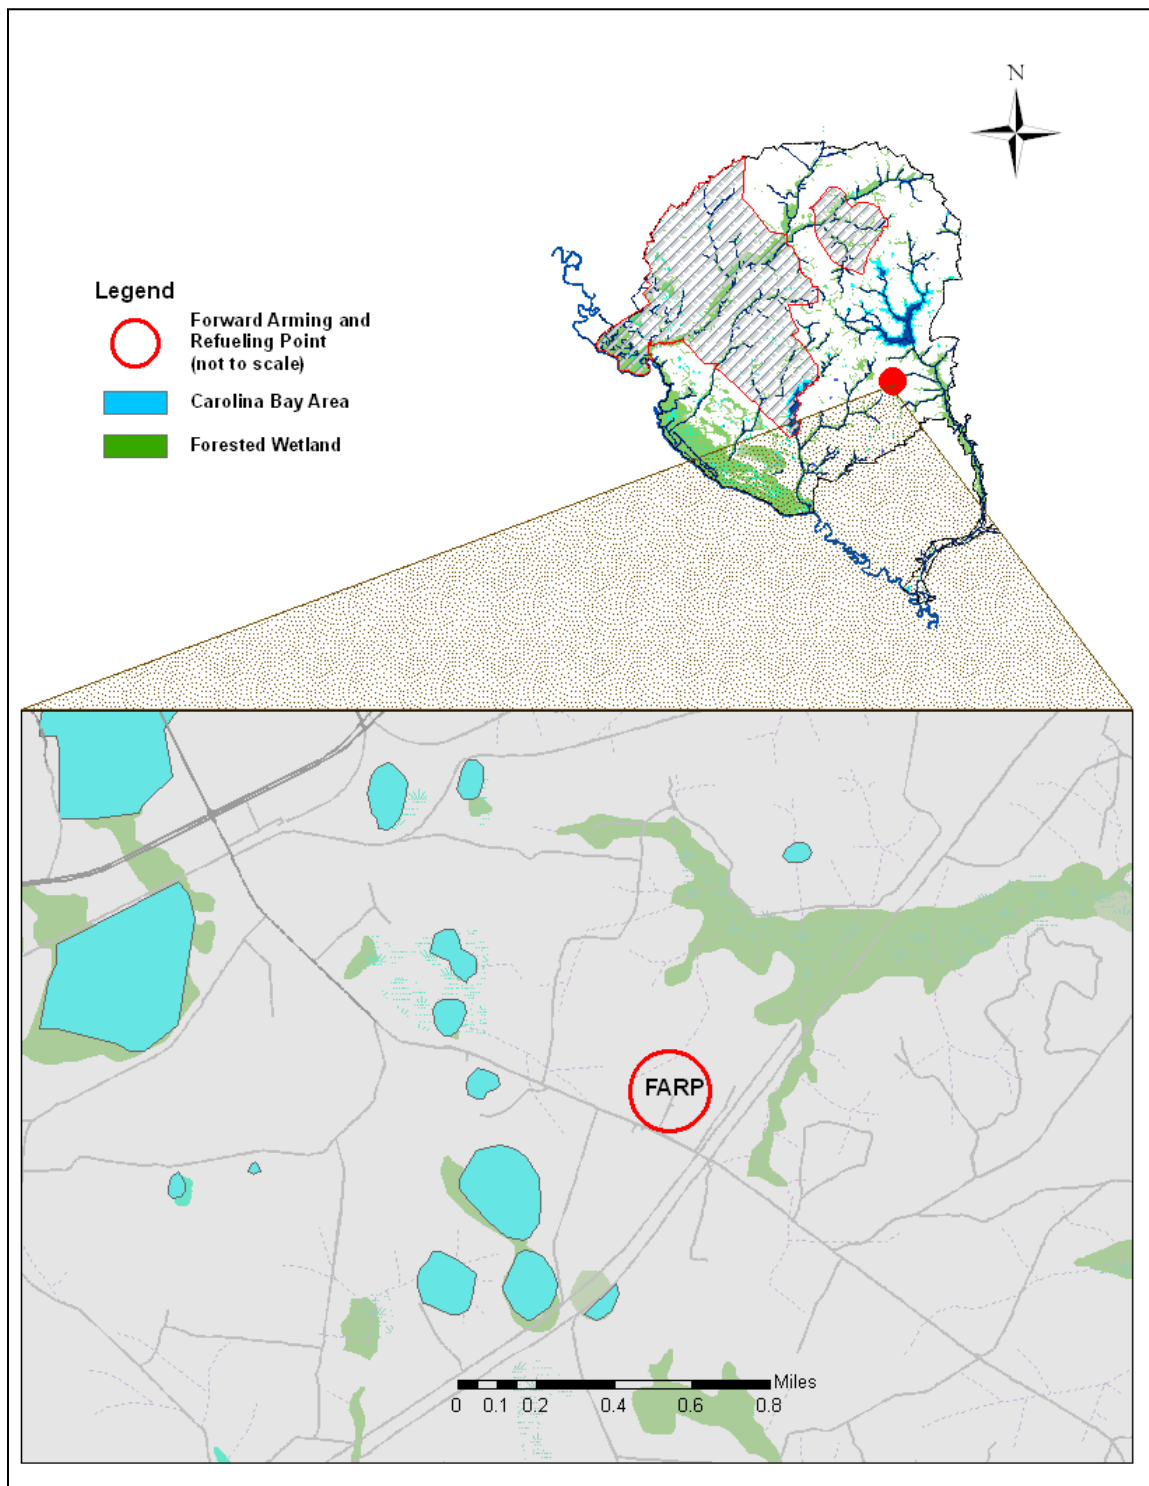 N
Legend
Forward Arming and
Refueling Point
(not to scale)
Carolina Bay Area
Forested Wetland
FARP
Miles
0 0.1 0.2 0.4 0.6 0.8